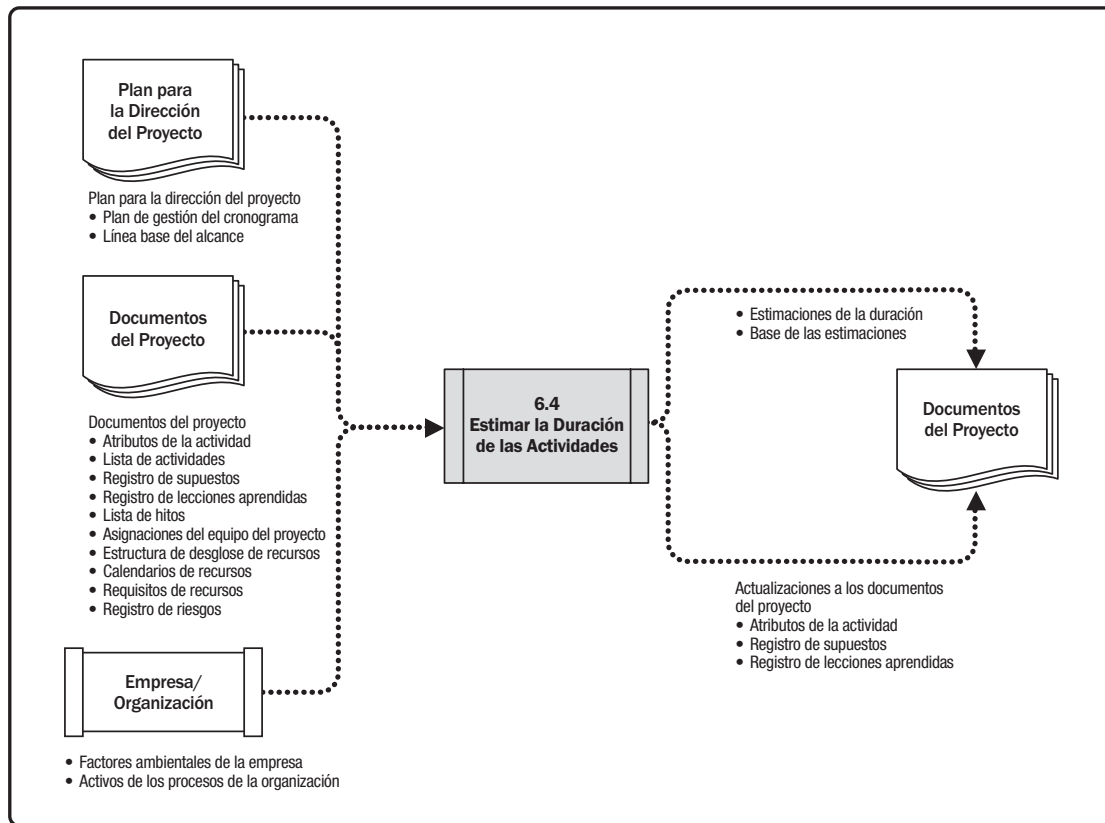 Plan para
la Dirección
del Proyecto
Plan para la dirección del proyecto
• Plan de gestión del cronograma
• Línea base del alcance
Documentos
del Proyecto
Documentos del proyecto
• Atributos de la actividad
• Lista de actividades
• Registro de supuestos
• Registro de lecciones aprendidas
• Lista de hitos
• Asignaciones del equipo del proyecto
• Estructura de desglose de recursos
• Calendarios de recursos
• Requisitos de recursos
• Registro de riesgos
Empresa/
Organización
• Factores ambientales de la empresa
• Activos de los procesos de la organización
6.4
Estimar la Duración
de las Actividades
• Estimaciones de la duración
• Base de las estimaciones
Documentos
del Proyecto
Actualizaciones a los documentos
del proyecto
• Atributos de la actividad
• Registro de supuestos
• Registro de lecciones aprendidas